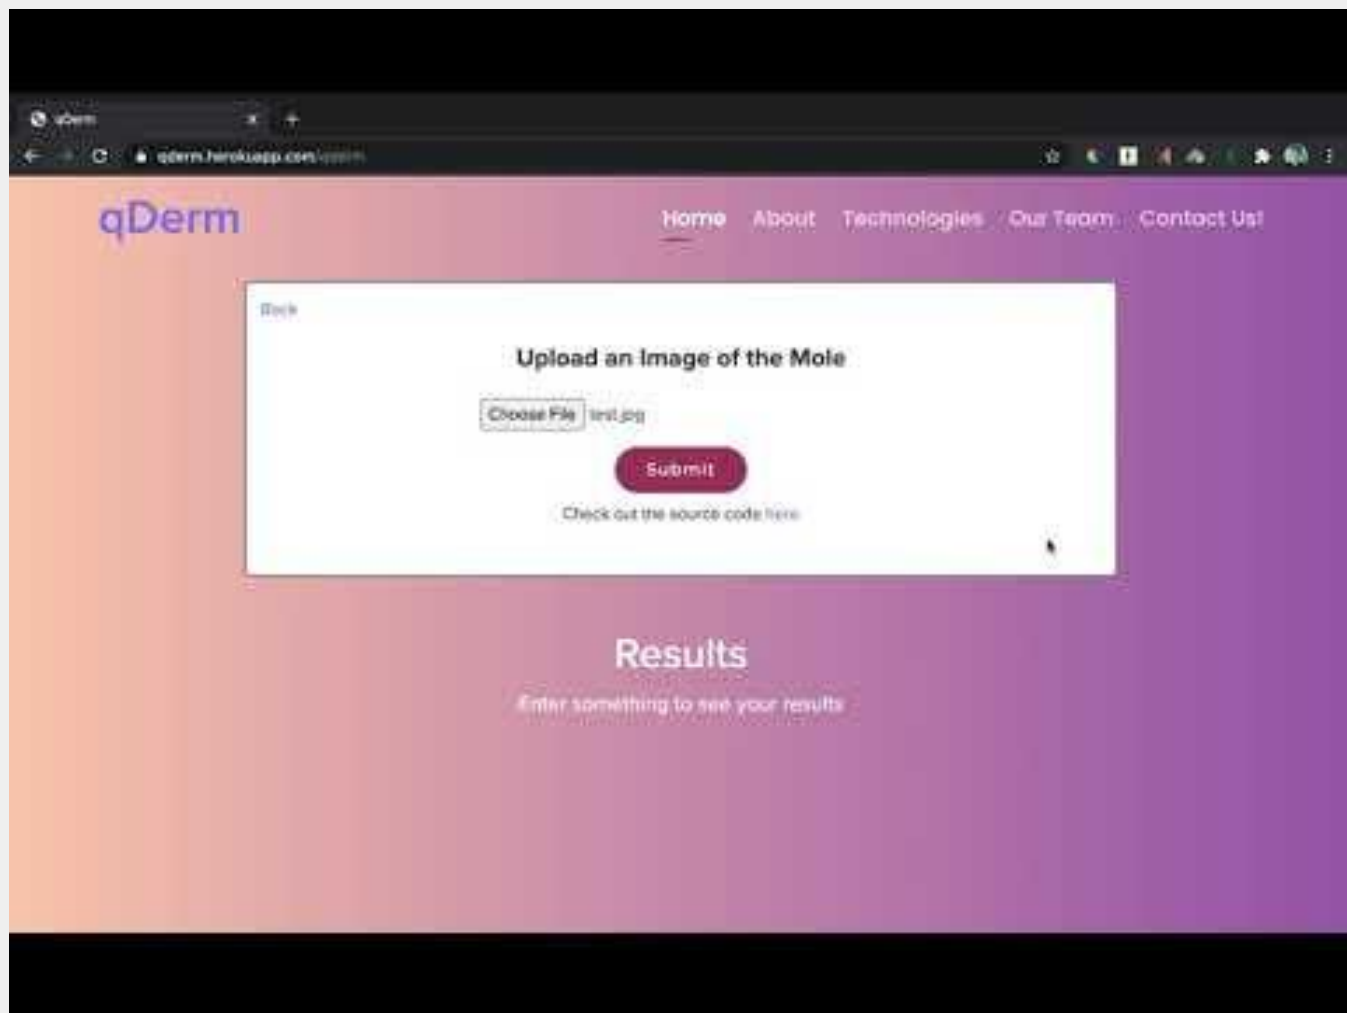 qDerm
qderm.herokuapp.com/qderm
qDerm
Home About Technologies Our Team Contact Us!
Back
Upload an Image of the Mole
Choose File test.jpg
Submit
Check out the source code here
Results
Enter something to see your results